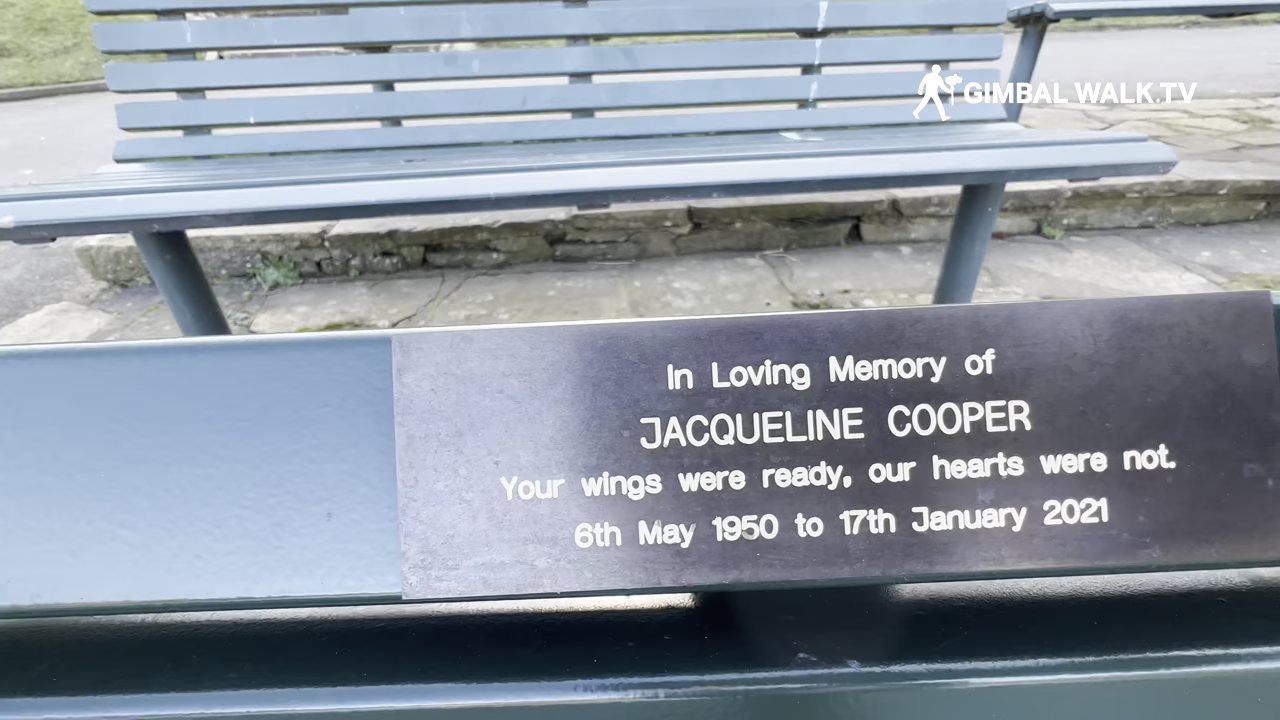 GIMBAL WALK.TV
In Loving Memory of
JACQUELINE COOPER
Your wings were ready, our hearts were not.
6th May 1950 to 17th January 2021